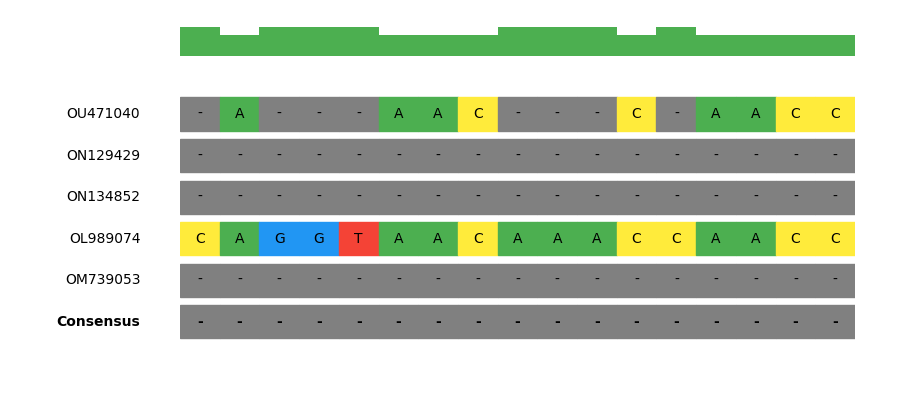 OU471040 - A - - - A A C - - - C - A A C C
ON129429 - - - - - - - - - - - - - - - - -
ON134852 - - - - - - - - - - - - - - - - -
OL989074 C A G G T A A C A A A C C A A C C
OM739053 - - - - - - - - - - - - - - - - -
Consensus - - - - - - - - - - - - - - - - -